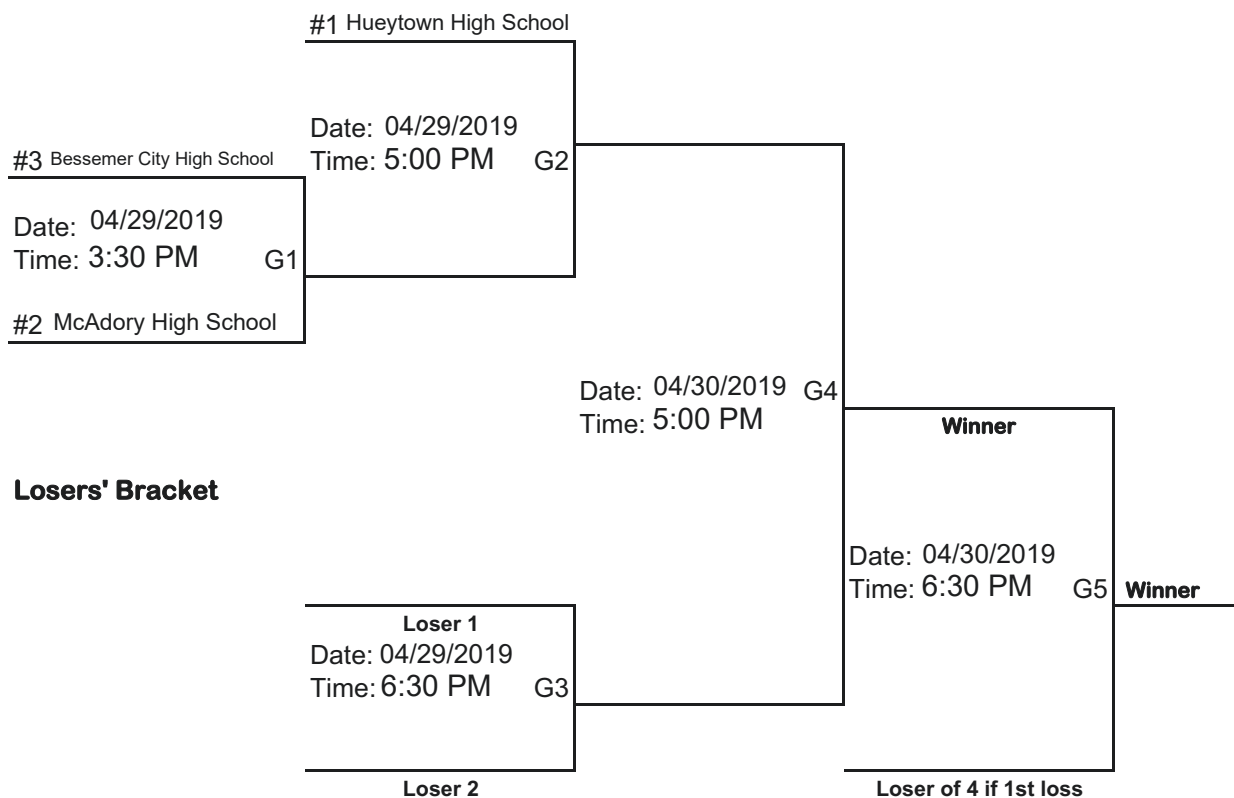 #1 Hueytown High School
Date: 04/29/2019
Time: 5:00 PM G2
#3 Bessemer City High School
Date: 04/29/2019
Time: 3:30 PM G1
#2 McAdory High School
Date: 04/30/2019 G4
Time: 5:00 PM
Winner
Losers' Bracket
Date: 04/30/2019
Time: 6:30 PM G5 Winner
Loser 1
Date: 04/29/2019
Time: 6:30 PM G3
Loser 2
Loser of 4 if 1st loss